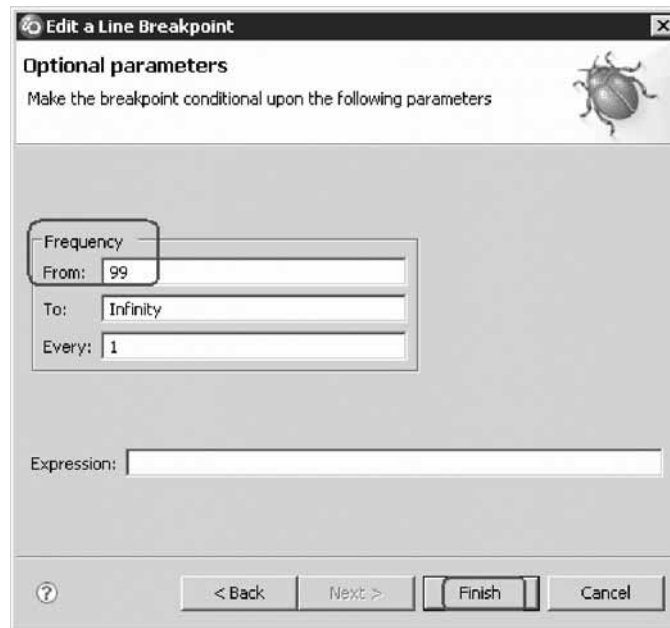 Edit a Line Breakpoint
Optional parameters
Make the breakpoint conditional upon the following parameters
Frequency
From: 99
To: Infinity
Every: 1
Expression:
? < Back Next > Finish Cancel